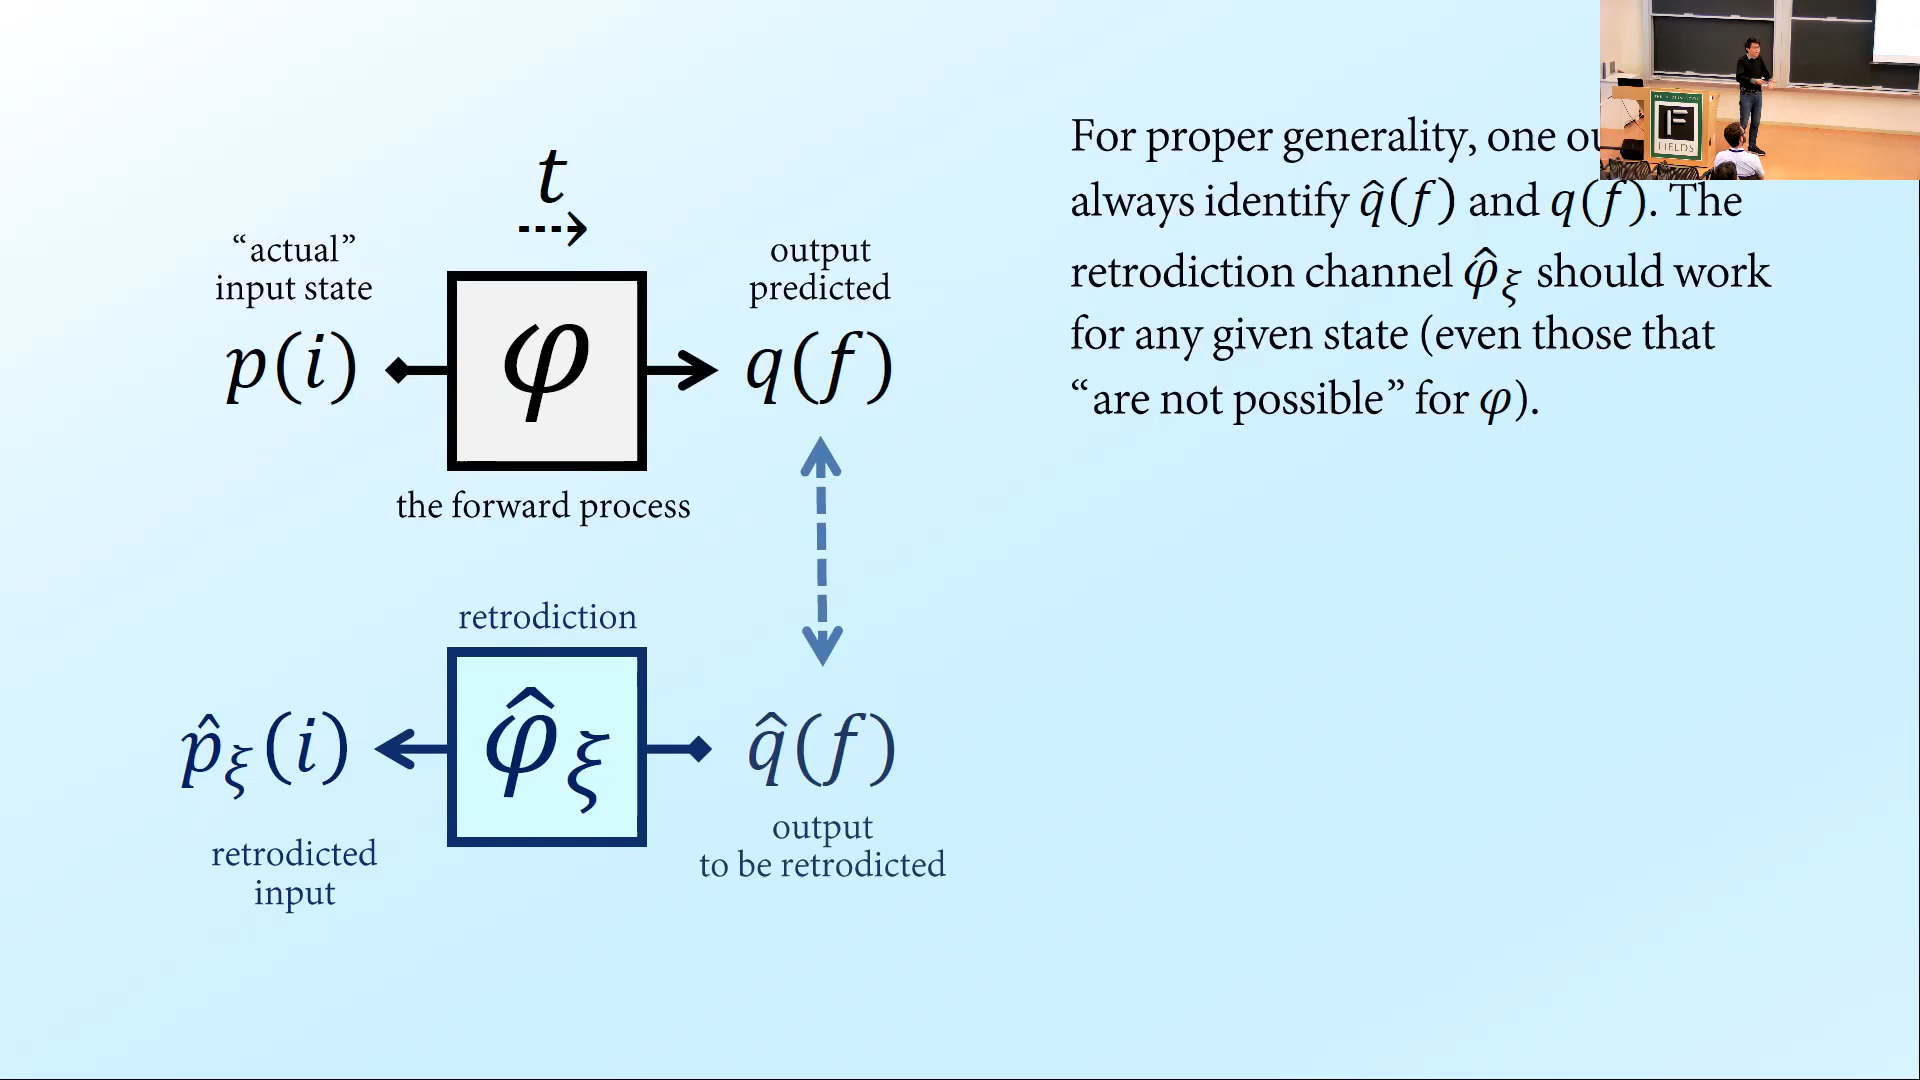 t
“actual”
input state
p(i)
φ
output
predicted
q(f)
the forward process
retrodiction
p̂ξ(i)
φ̂ξ
q̂(f)
retrodicted
input
output
to be retrodicted
For proper generality, one
always identify q̂(f) and q(f). The
retrodiction channel φ̂ξ should work
for any given state (even those that
“are not possible” for φ).
F
FIELDS